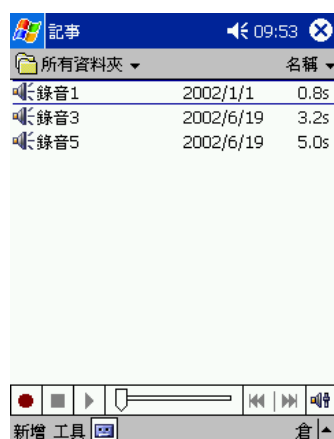 記事 09:53
所有資料夾 名稱
錄音1 2002/1/1 0.8s
錄音3 2002/6/19 3.2s
錄音5 2002/6/19 5.0s
新增 工具 倉